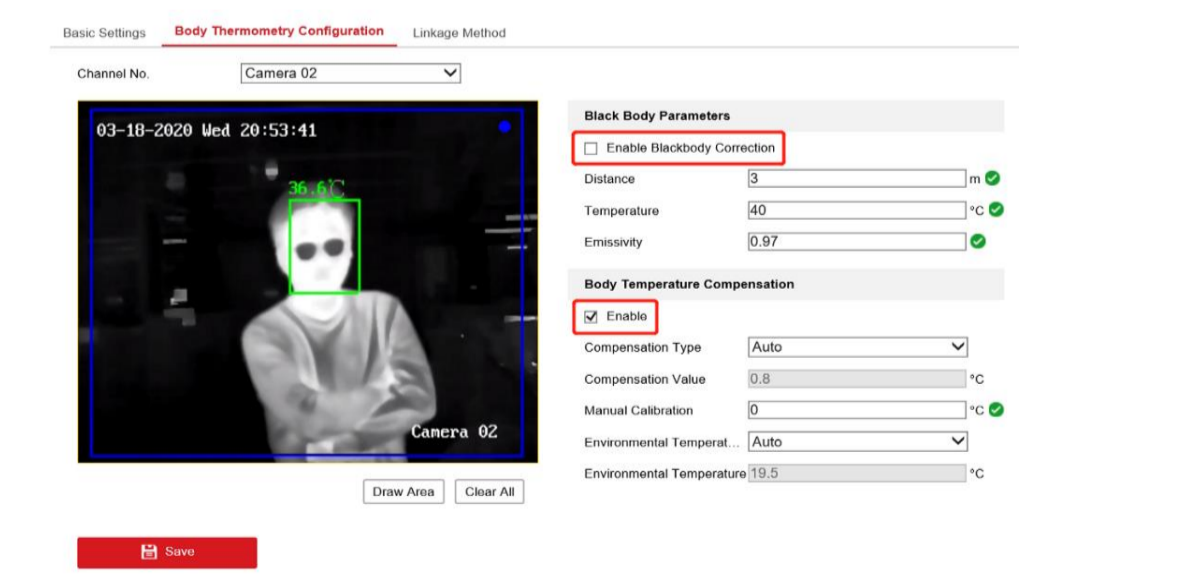 Basic Settings Body Thermometry Configuration Linkage Method
Channel No. Camera 02
03-18-2020 Wed 20:53:41
36.6℃
Camera 02
Draw Area Clear All
Save
Black Body Parameters
Enable Blackbody Correction
Distance 3 m
Temperature 40 °C
Emissivity 0.97
Body Temperature Compensation
Enable
Compensation Type Auto
Compensation Value 0.8 °C
Manual Calibration 0 °C
Environmental Temperat... Auto
Environmental Temperature 19.5 °C